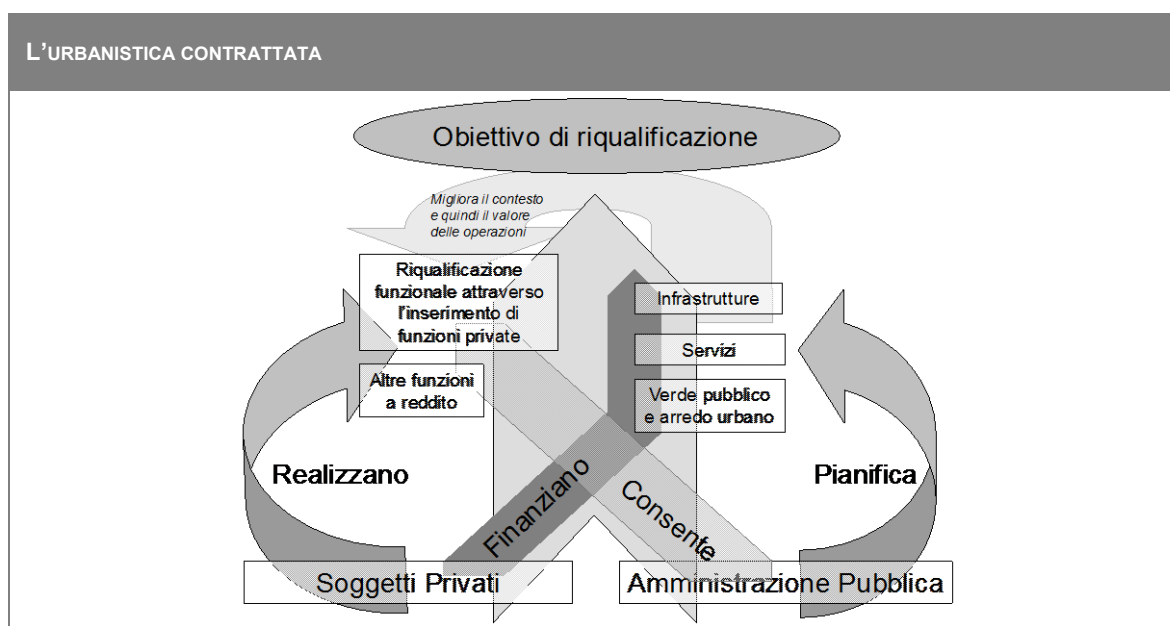 L'URBANISTICA CONTRATTATA
Obiettivo di riqualificazione
Migliora il contesto
e quindi il valore
delle operazioni
Riqualificazione
funzionale attraverso
l'inserimento di
funzioni private
Altre funzioni
a reddito
Infrastrutture
Servizi
Verde pubblico
e arredo urbano
Realizzano
Finanziano
Consente
Pianifica
Soggetti Privati
Amministrazione Pubblica